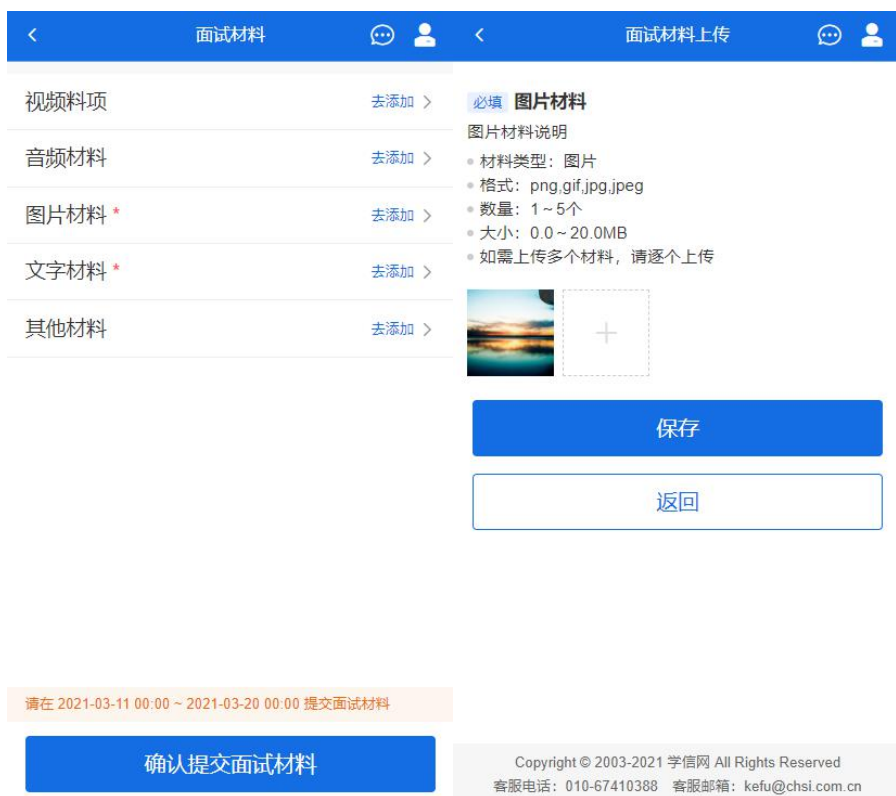 面试材料
视频料项
去添加
音频材料
去添加
图片材料 *
去添加
文字材料 *
去添加
其他材料
去添加
请在 2021-03-11 00:00 ~ 2021-03-20 00:00 提交面试材料
确认提交面试材料
面试材料上传
必填 图片材料
图片材料说明
材料类型：图片
格式：png,gif,jpg,jpeg
数量：1~5个
大小：0.0~20.0MB
如需上传多个材料，请逐个上传
保存
返回
Copyright © 2003-2021 学信网 All Rights Reserved
客服电话：010-67410388 客服邮箱：kefu@chsi.com.cn